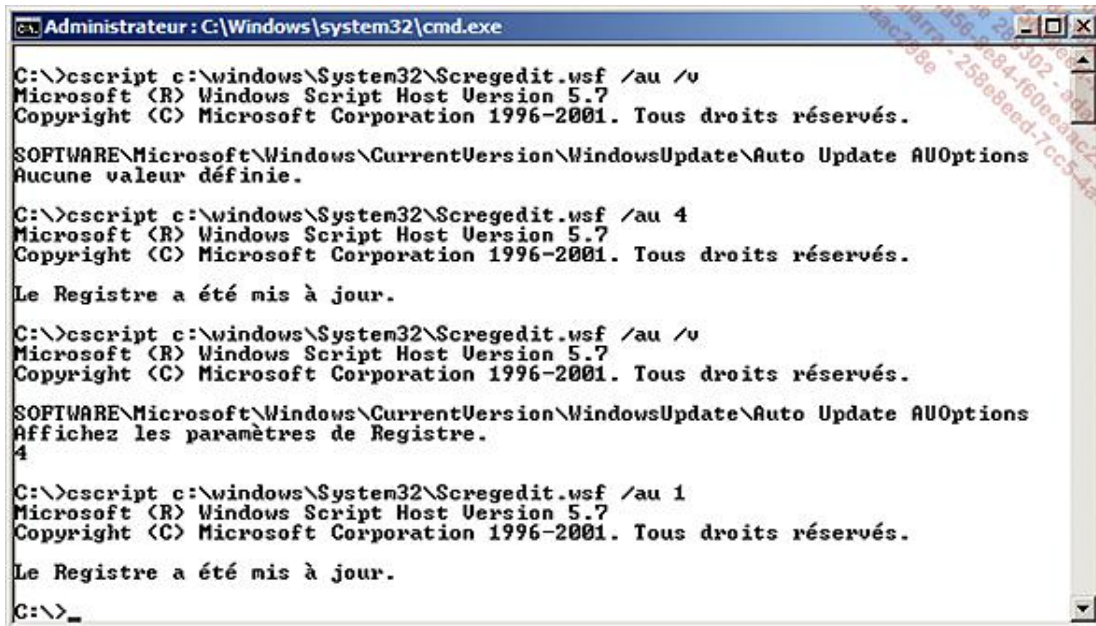 Administrateur : C:\Windows\system32\cmd.exe
C:\>cscript c:\windows\System32\Scregedit.wsf /au /v
Microsoft (R) Windows Script Host Version 5.7
Copyright (C) Microsoft Corporation 1996-2001. Tous droits réservés.
SOFTWARE\Microsoft\Windows\CurrentVersion\WindowsUpdate\Auto Update AUOptions
Aucune valeur définie.
C:\>cscript c:\windows\System32\Scregedit.wsf /au 4
Microsoft (R) Windows Script Host Version 5.7
Copyright (C) Microsoft Corporation 1996-2001. Tous droits réservés.
Le Registre a été mis à jour.
C:\>cscript c:\windows\System32\Scregedit.wsf /au /v
Microsoft (R) Windows Script Host Version 5.7
Copyright (C) Microsoft Corporation 1996-2001. Tous droits réservés.
SOFTWARE\Microsoft\Windows\CurrentVersion\WindowsUpdate\Auto Update AUOptions
Affichez les paramètres de Registre.
4
C:\>cscript c:\windows\System32\Scregedit.wsf /au 1
Microsoft (R) Windows Script Host Version 5.7
Copyright (C) Microsoft Corporation 1996-2001. Tous droits réservés.
Le Registre a été mis à jour.
C:\>_